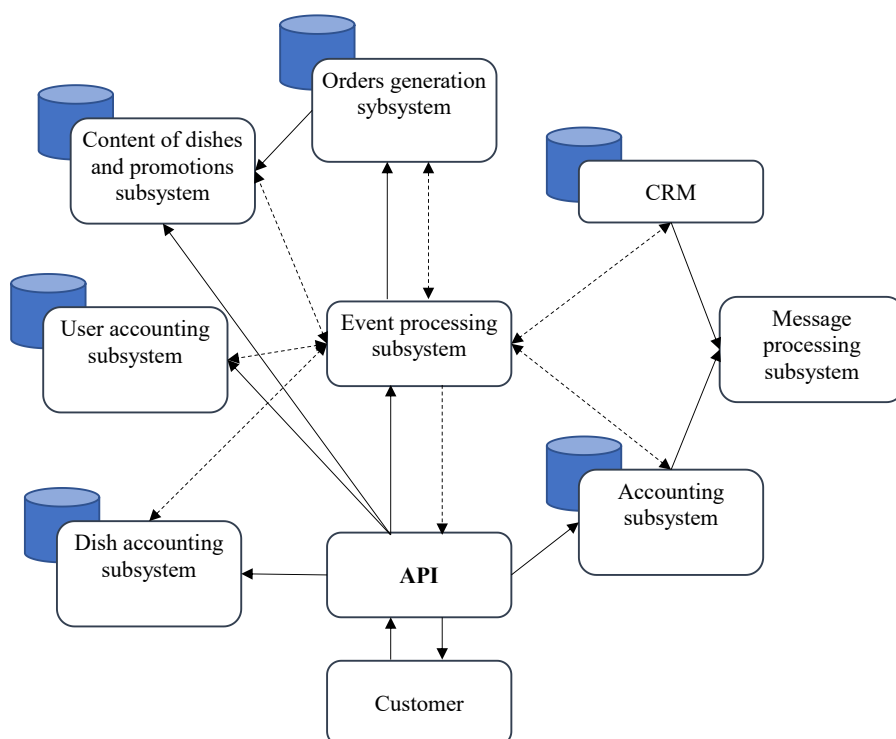 Orders generation
sybsystem
Content of dishes
and promotions
subsystem
CRM
User accounting
subsystem
Event processing
subsystem
Message
processing
subsystem
Accounting
subsystem
Dish accounting
subsystem
API
Customer